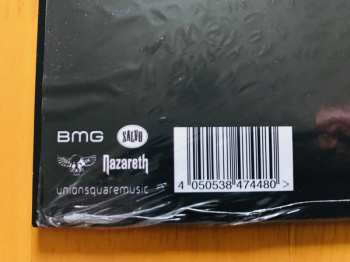 BMG SALVO
Nazareth
unionsquaremusic
4 050538 474480 >